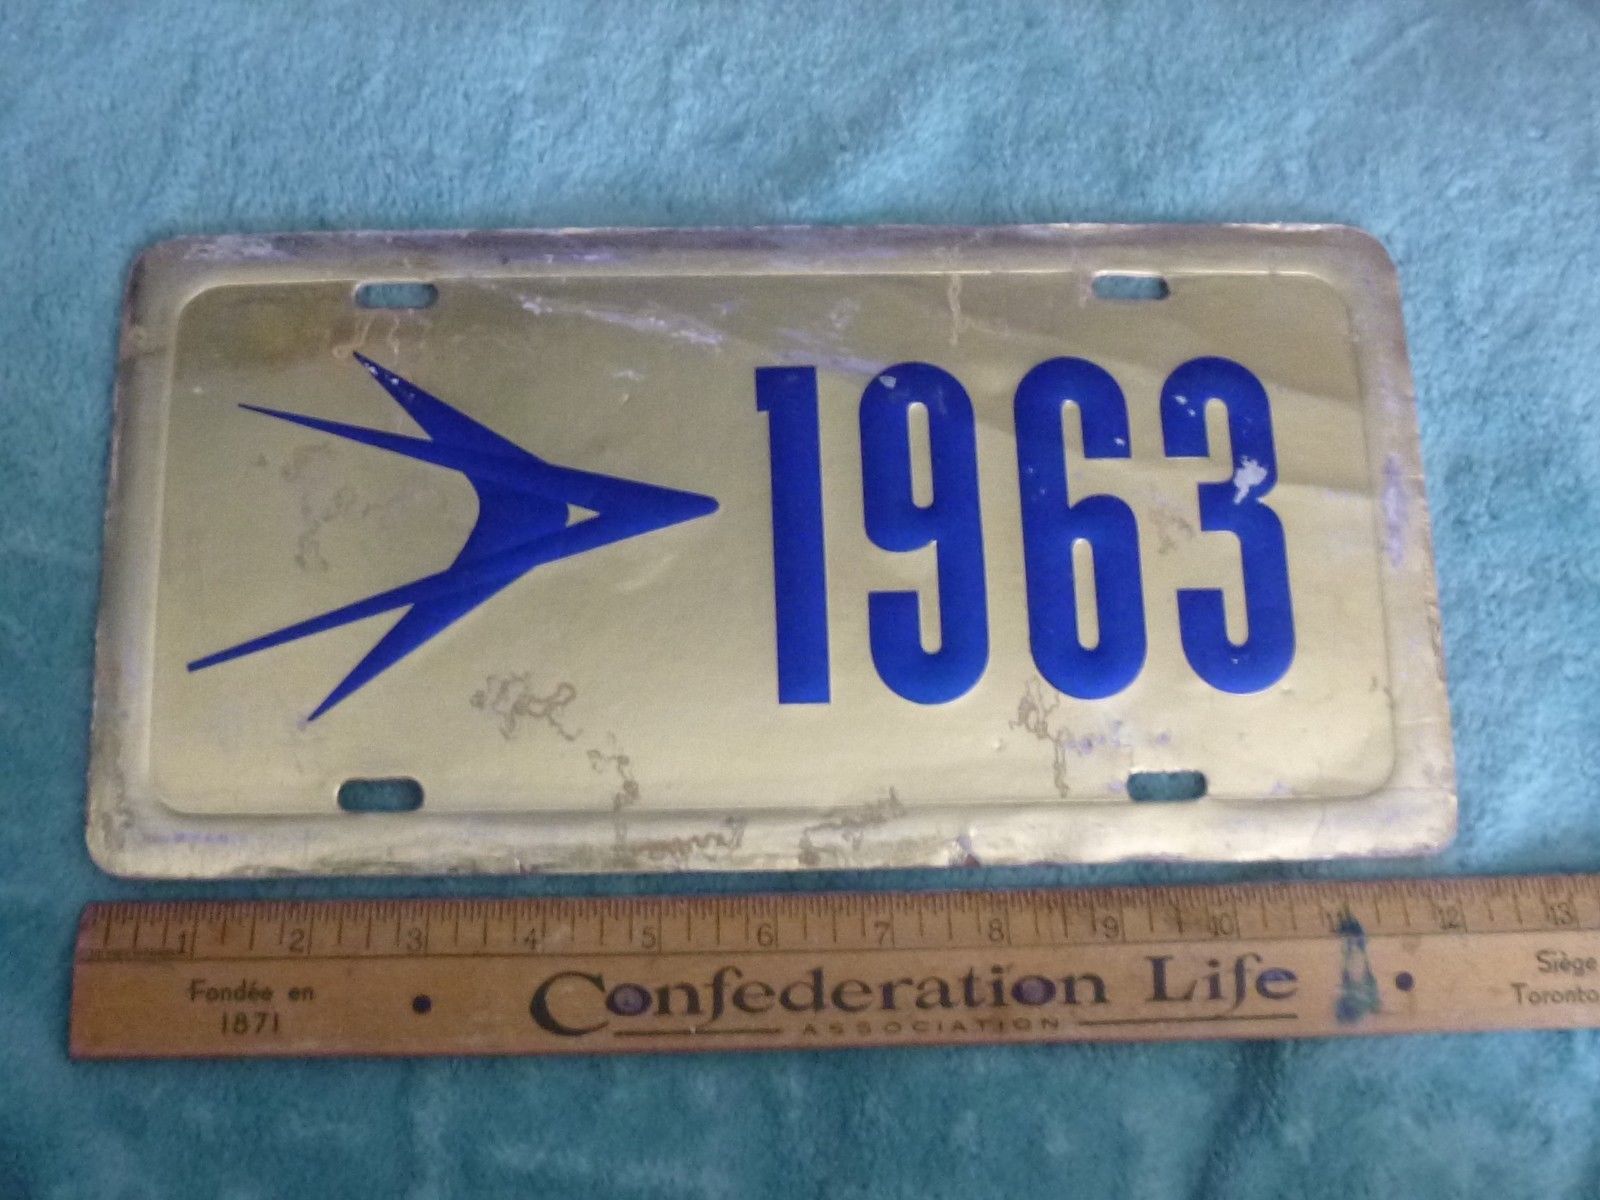 1963
1 2 3 4 5 6 7 8 9 10 11 12 13
Fondée en
1871
Confederation Life
ASSOCIATION
Siège
Toronto